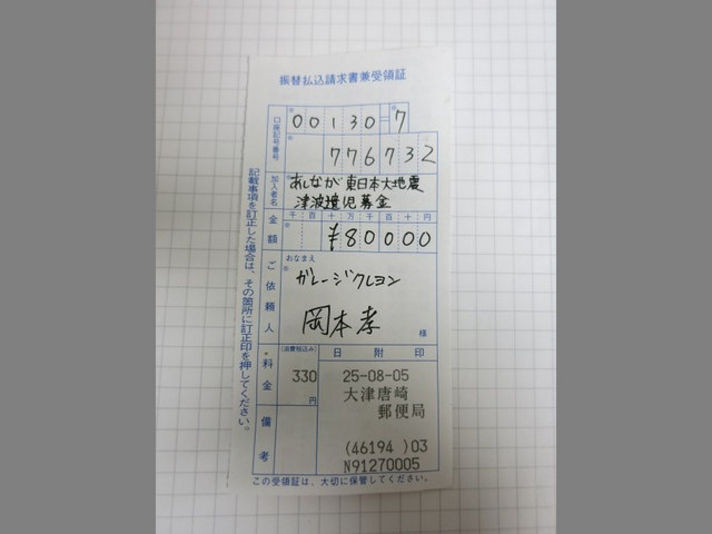 振替払込請求書兼受領証
口座記号番号
00130-7
776732
加入者名
あしなが東日本大地震
津波遺児募金
金額
千百十万千百十円
¥80000
ご依頼人
おなまえ
ガレージクレヨン
岡本孝
様
料金
(消費税込み)
330
円
日附印
25-08-05
大津唐崎
郵便局
(46194 )03
N91270005
備考
記載事項を訂正した場合は、その箇所に訂正印を押してください。
この受領証は、大切に保管してください。